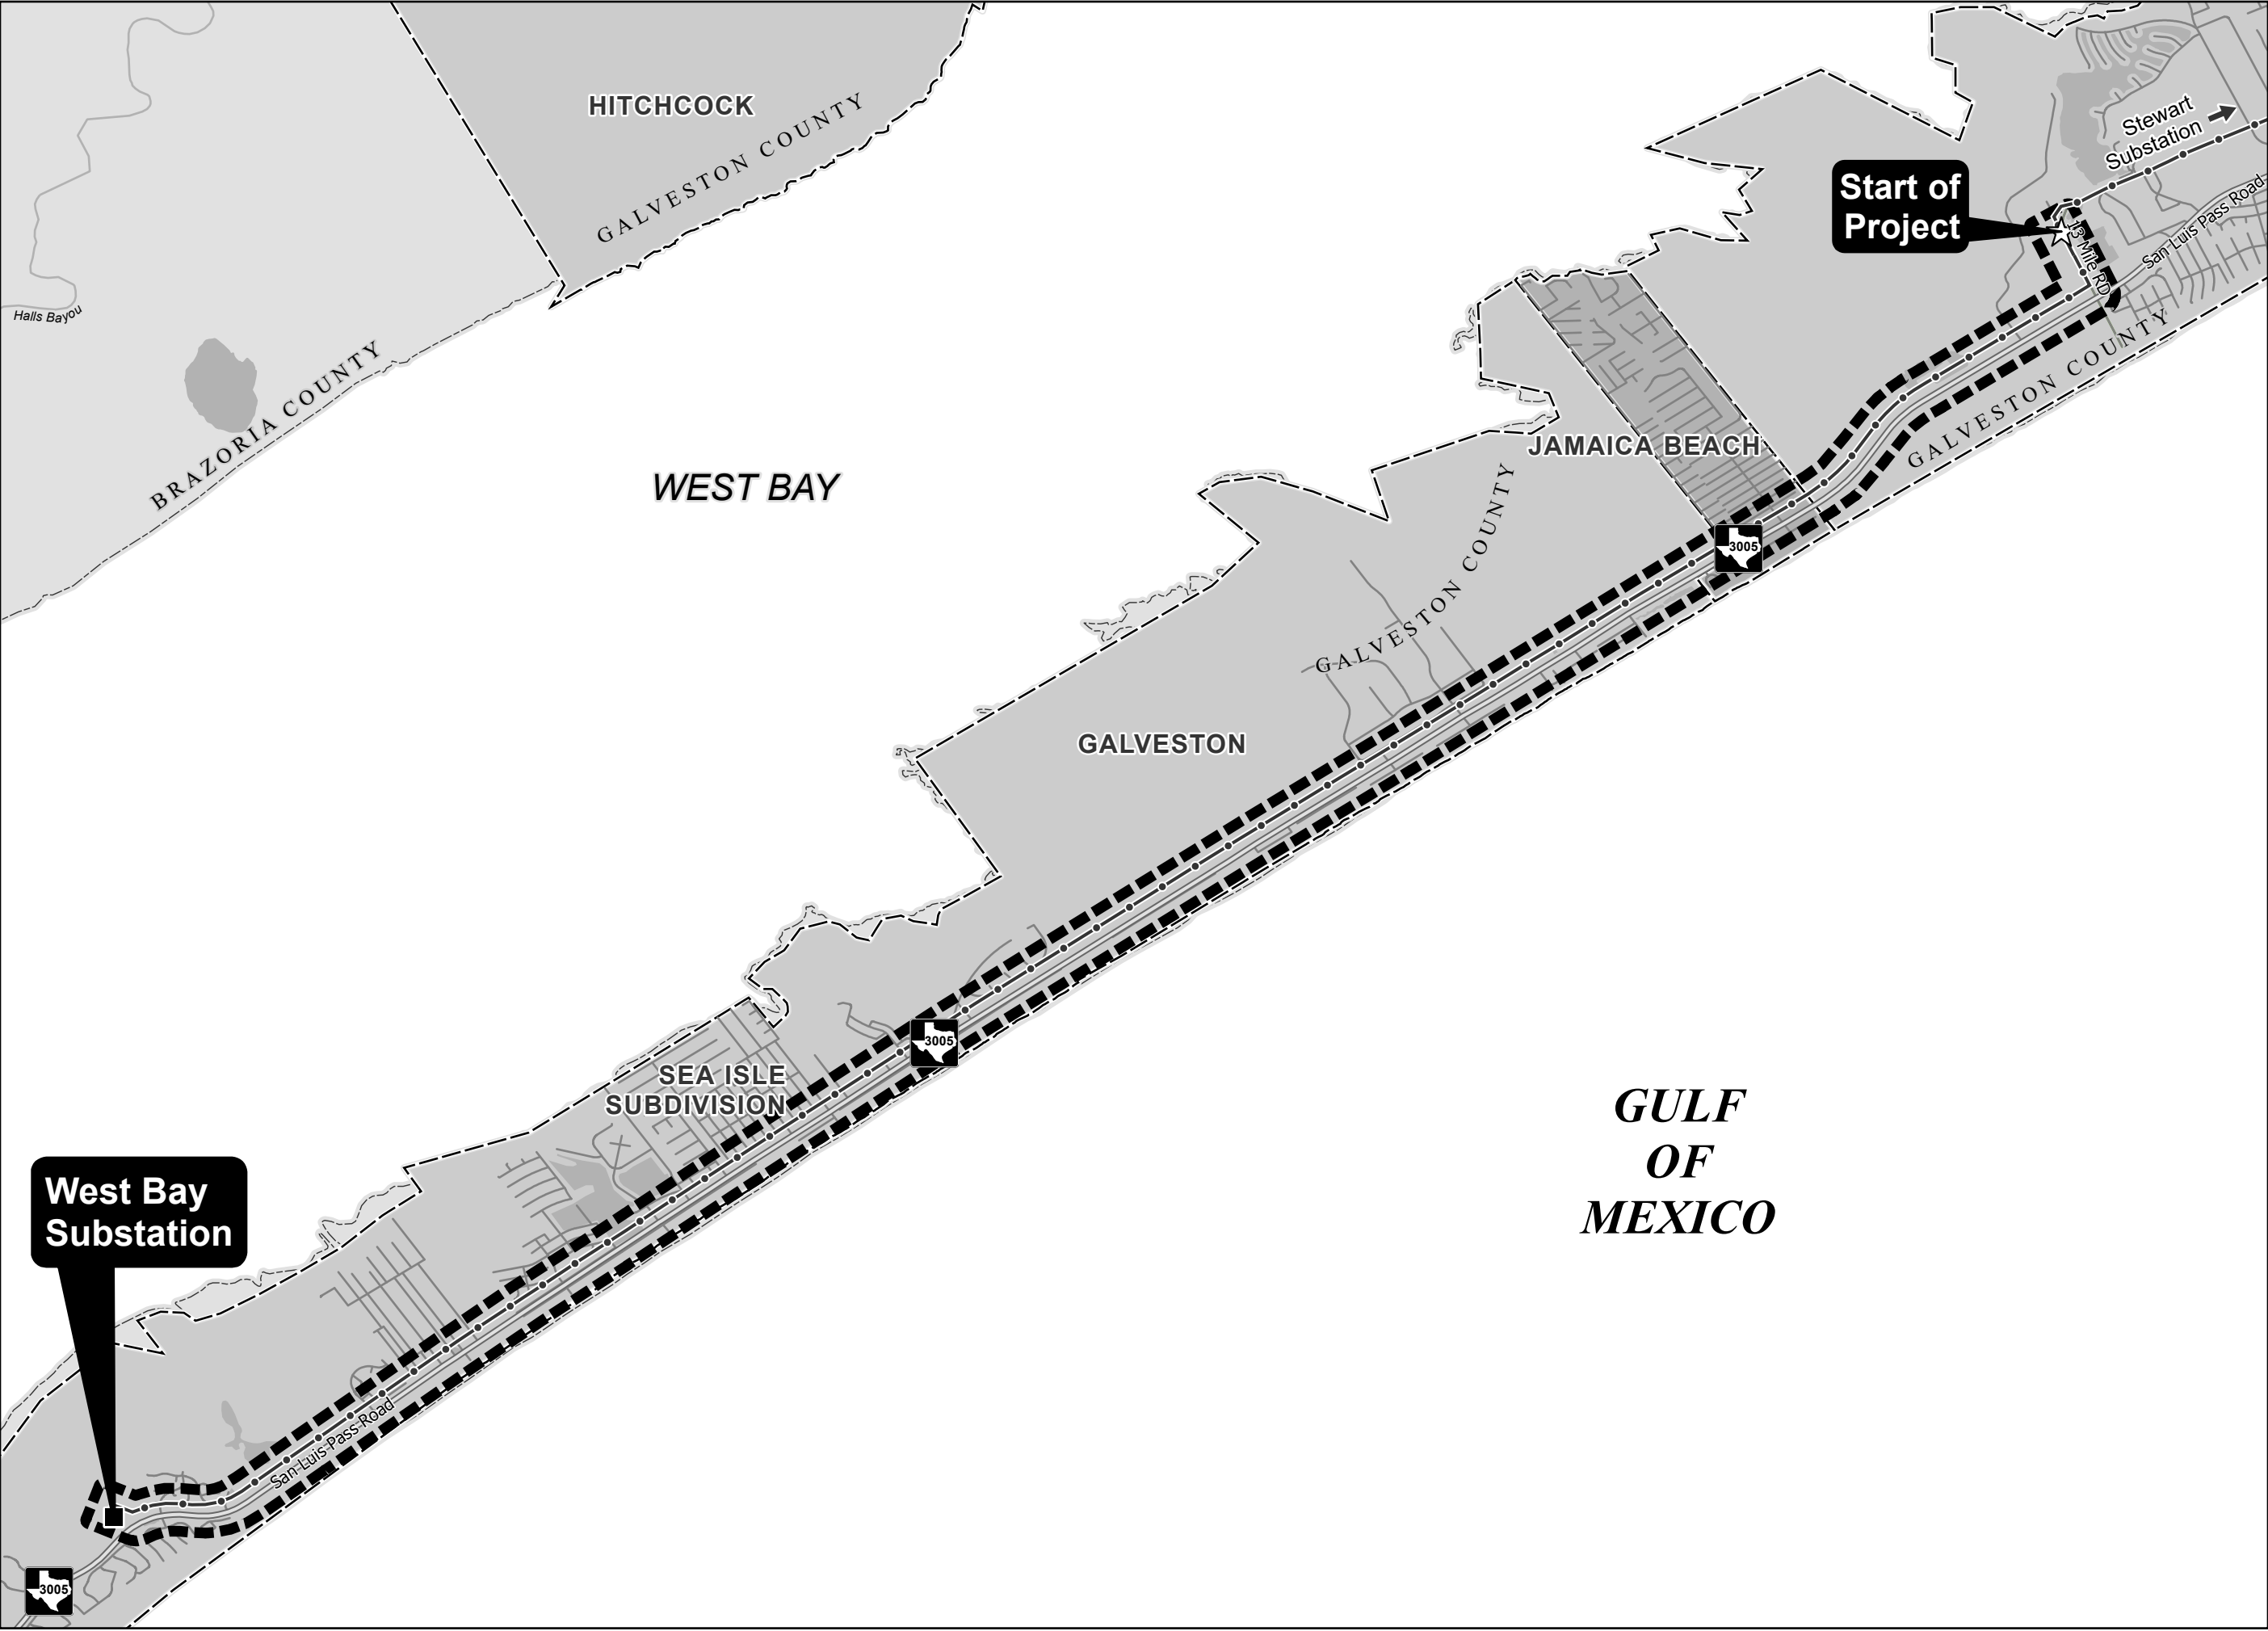 HITCHCOCK
GALVESTON COUNTY
Stewart
Substation
Start of
Project
13 Mile RD
San Luis Pass Road
Halls Bayou
BRAZORIA COUNTY
GALVESTON COUNTY
WEST BAY
JAMAICA BEACH
GALVESTON COUNTY
3005
GALVESTON
3005
SEA ISLE
SUBDIVISION
GULF
OF
MEXICO
West Bay
Substation
San Luis Pass Road
3005